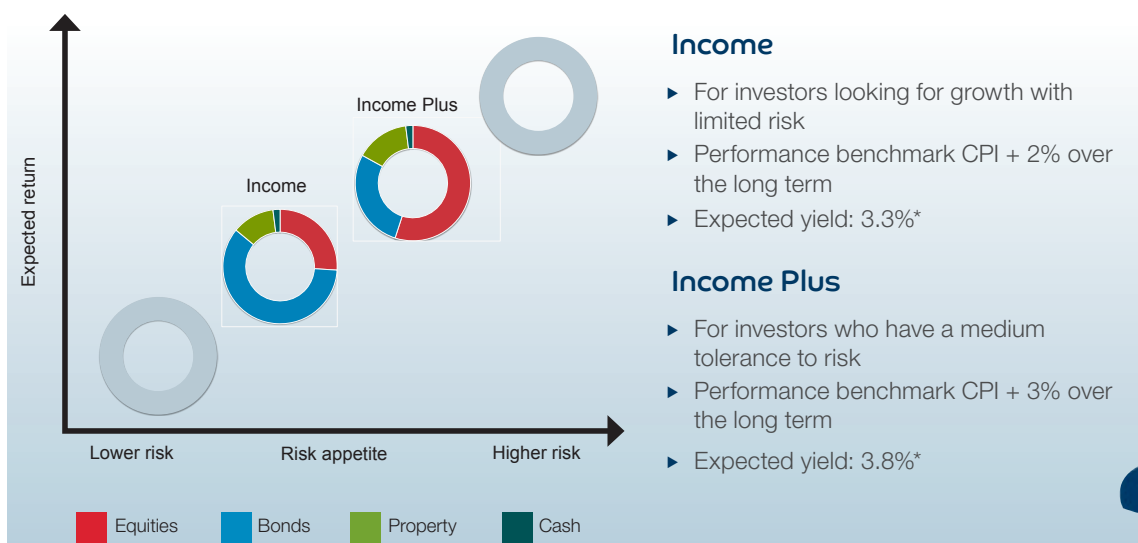 Expected return
Income Plus
Income
Lower risk
Risk appetite
Higher risk
Equities
Bonds
Property
Cash
Income
▸ For investors looking for growth with
limited risk
▸ Performance benchmark CPI + 2% over
the long term
▸ Expected yield: 3.3%*
Income Plus
▸ For investors who have a medium
tolerance to risk
▸ Performance benchmark CPI + 3% over
the long term
▸ Expected yield: 3.8%*